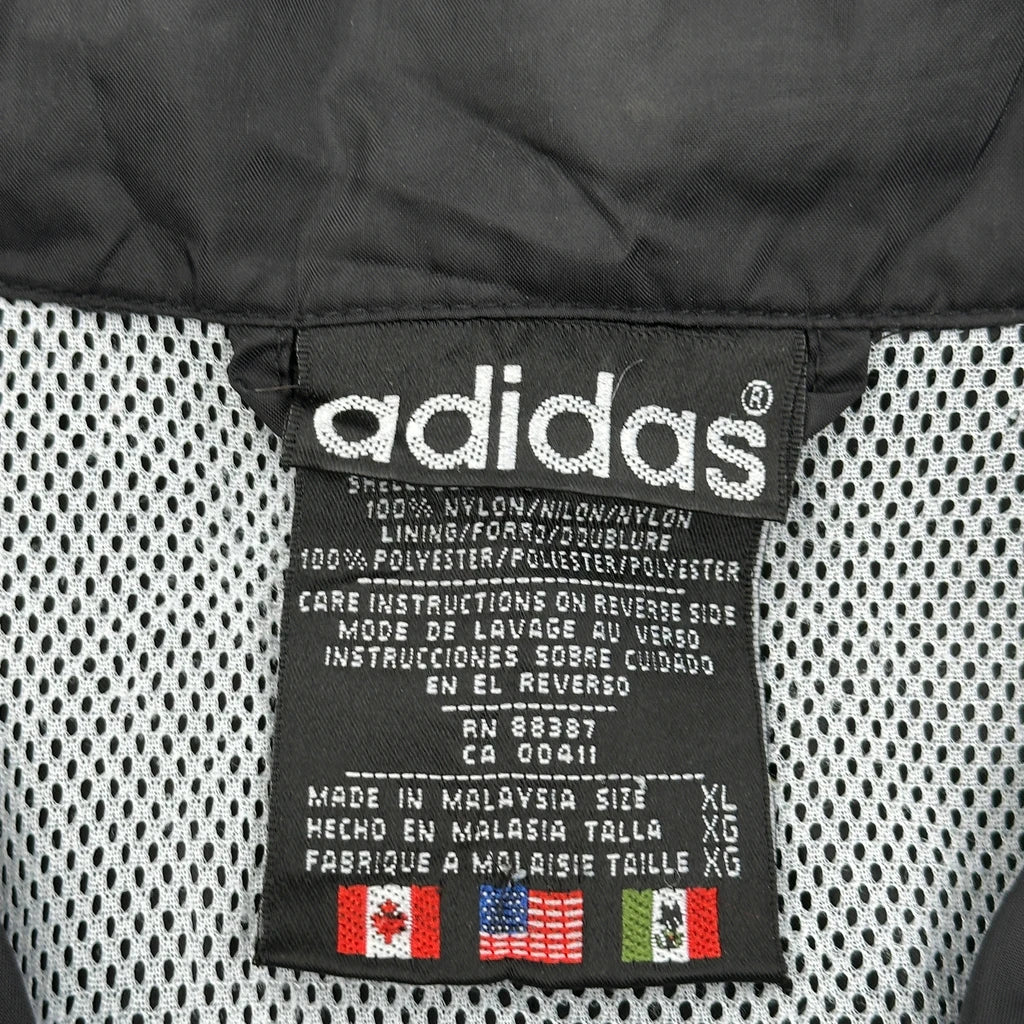 adidas®
100% NYLON/NILON/NYLON
LINING/FORRO/DOUBLURE
100% POLYESTER/POLIESTER/POLYESTER
CARE INSTRUCTIONS ON REVERSE SIDE
MODE DE LAVAGE AU VERSO
INSTRUCCIONES SOBRE CUIDADO
EN EL REVERSO
RN 88387
CA 00411
MADE IN MALAYSIA SIZE XL
HECHO EN MALASIA TALLA XG
FABRIQUE A MALAISIE TAILLE XG